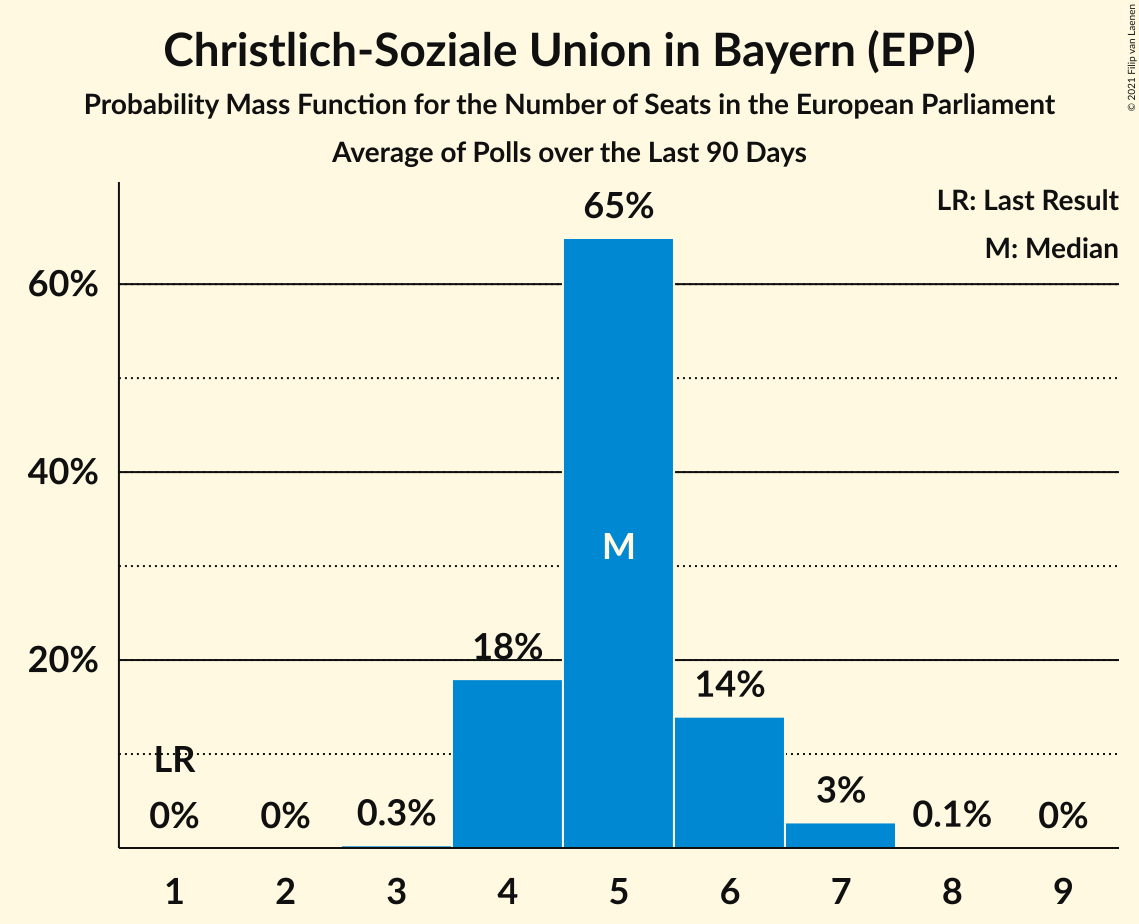 Christlich-Soziale Union in Bayern (EPP)
Probability Mass Function for the Number of Seats in the European Parliament
Average of Polls over the Last 90 Days
© 2021 Filip van Laenen
LR: Last Result
M: Median
65%
60%
40%
M
20%
18%
14%
LR
0%
0%
0.3%
3%
0.1%
0%
1 2 3 4 5 6 7 8 9